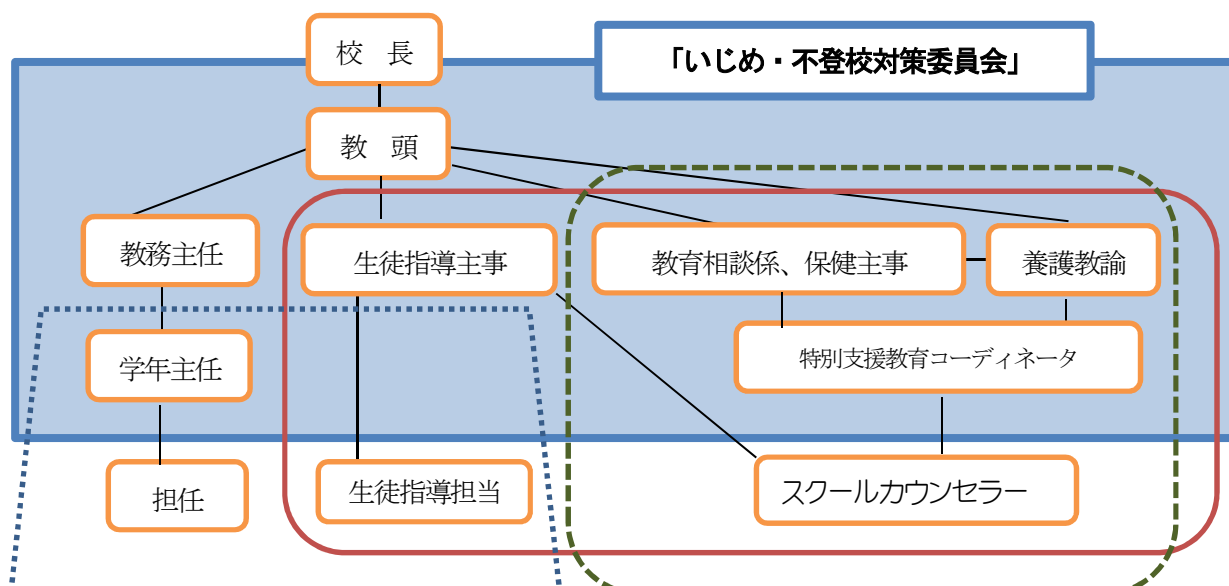 校　長
「いじめ・不登校対策委員会」
教　頭
教務主任
生徒指導主事
教育相談係、保健主事
養護教諭
学年主任
特別支援教育コーディネータ
担任
生徒指導担当
スクールカウンセラー